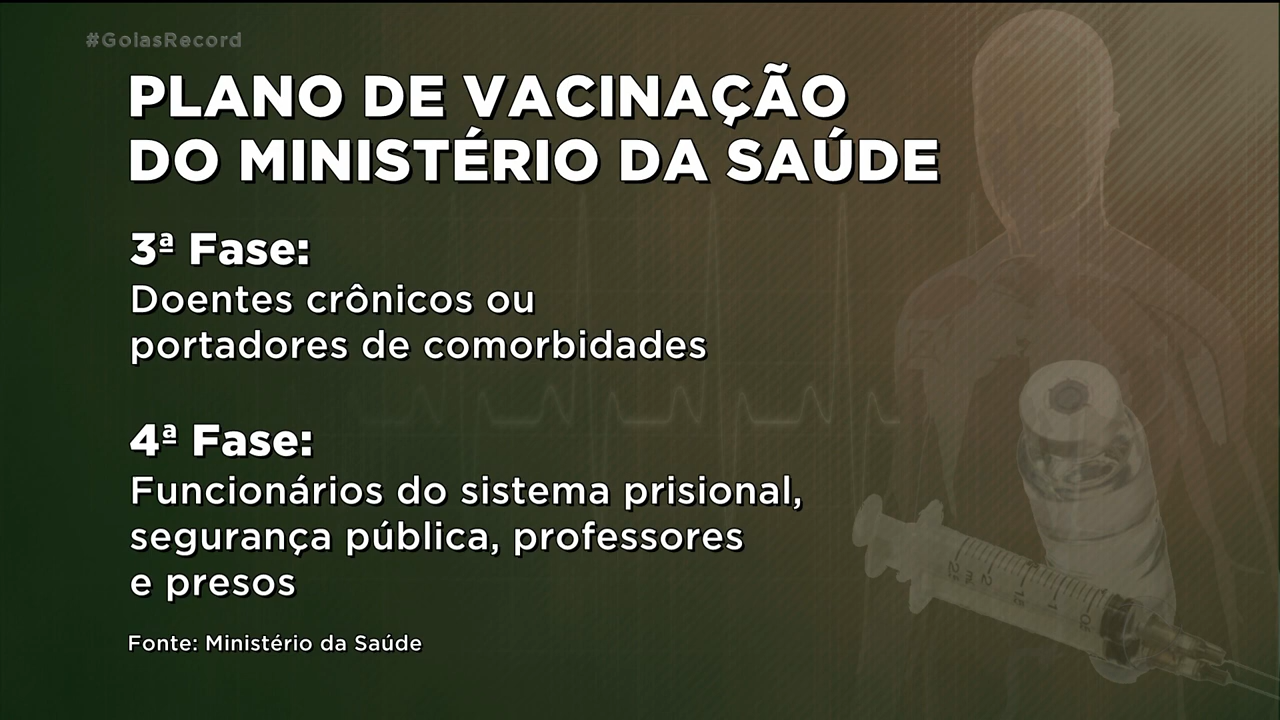 #GoiasRecord
PLANO DE VACINAÇÃO
DO MINISTÉRIO DA SAÚDE
3ª Fase:
Doentes crônicos ou
portadores de comorbidades
4ª Fase:
Funcionários do sistema prisional,
segurança pública, professores
e presos
Fonte: Ministério da Saúde